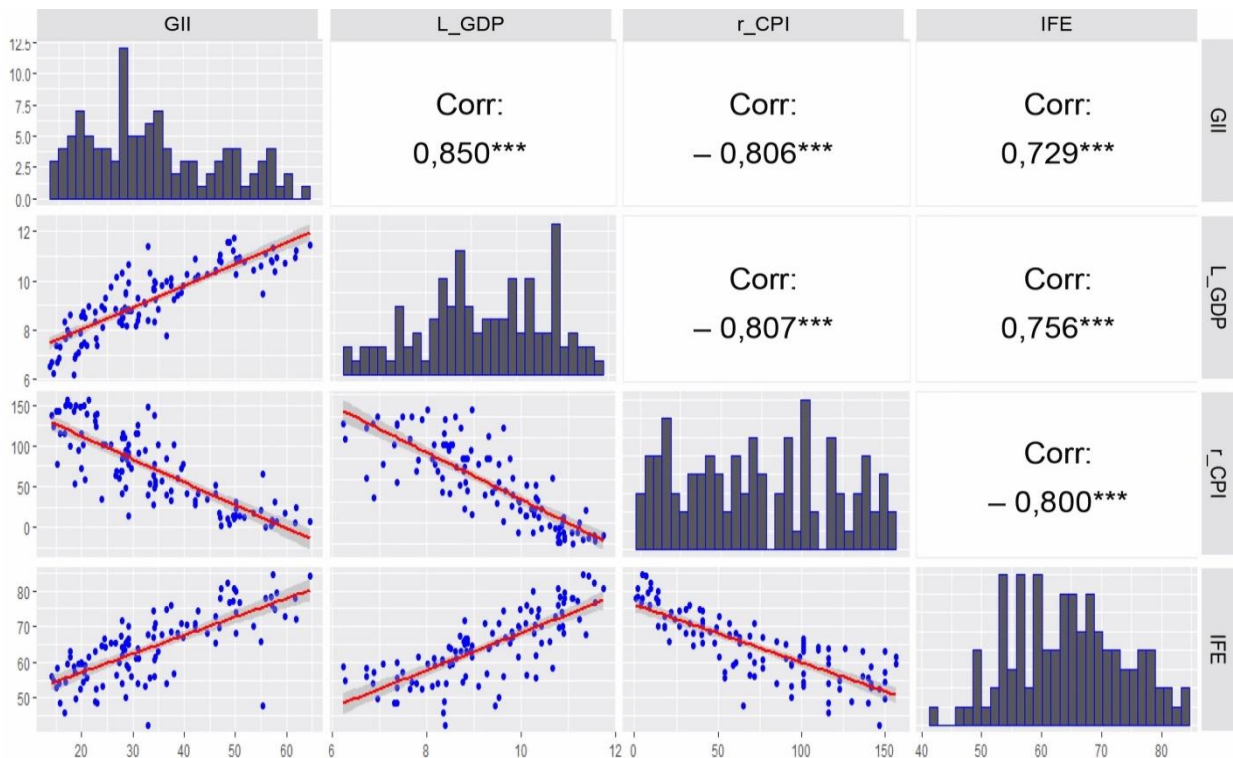 GII L_GDP r_CPI IFE
12.5
10.0
7.5
5.0
2.5
0.0
Corr:
0,850***
Corr:
– 0,806***
Corr:
0,729***
GII
12
10
8
6
Corr:
– 0,807***
Corr:
0,756***
L_GDP
150
100
50
0
Corr:
– 0,800***
r_CPI
80
70
60
50
IFE
20 30 40 50 60 6 8 10 12 0 50 100 150 40 50 60 70 80